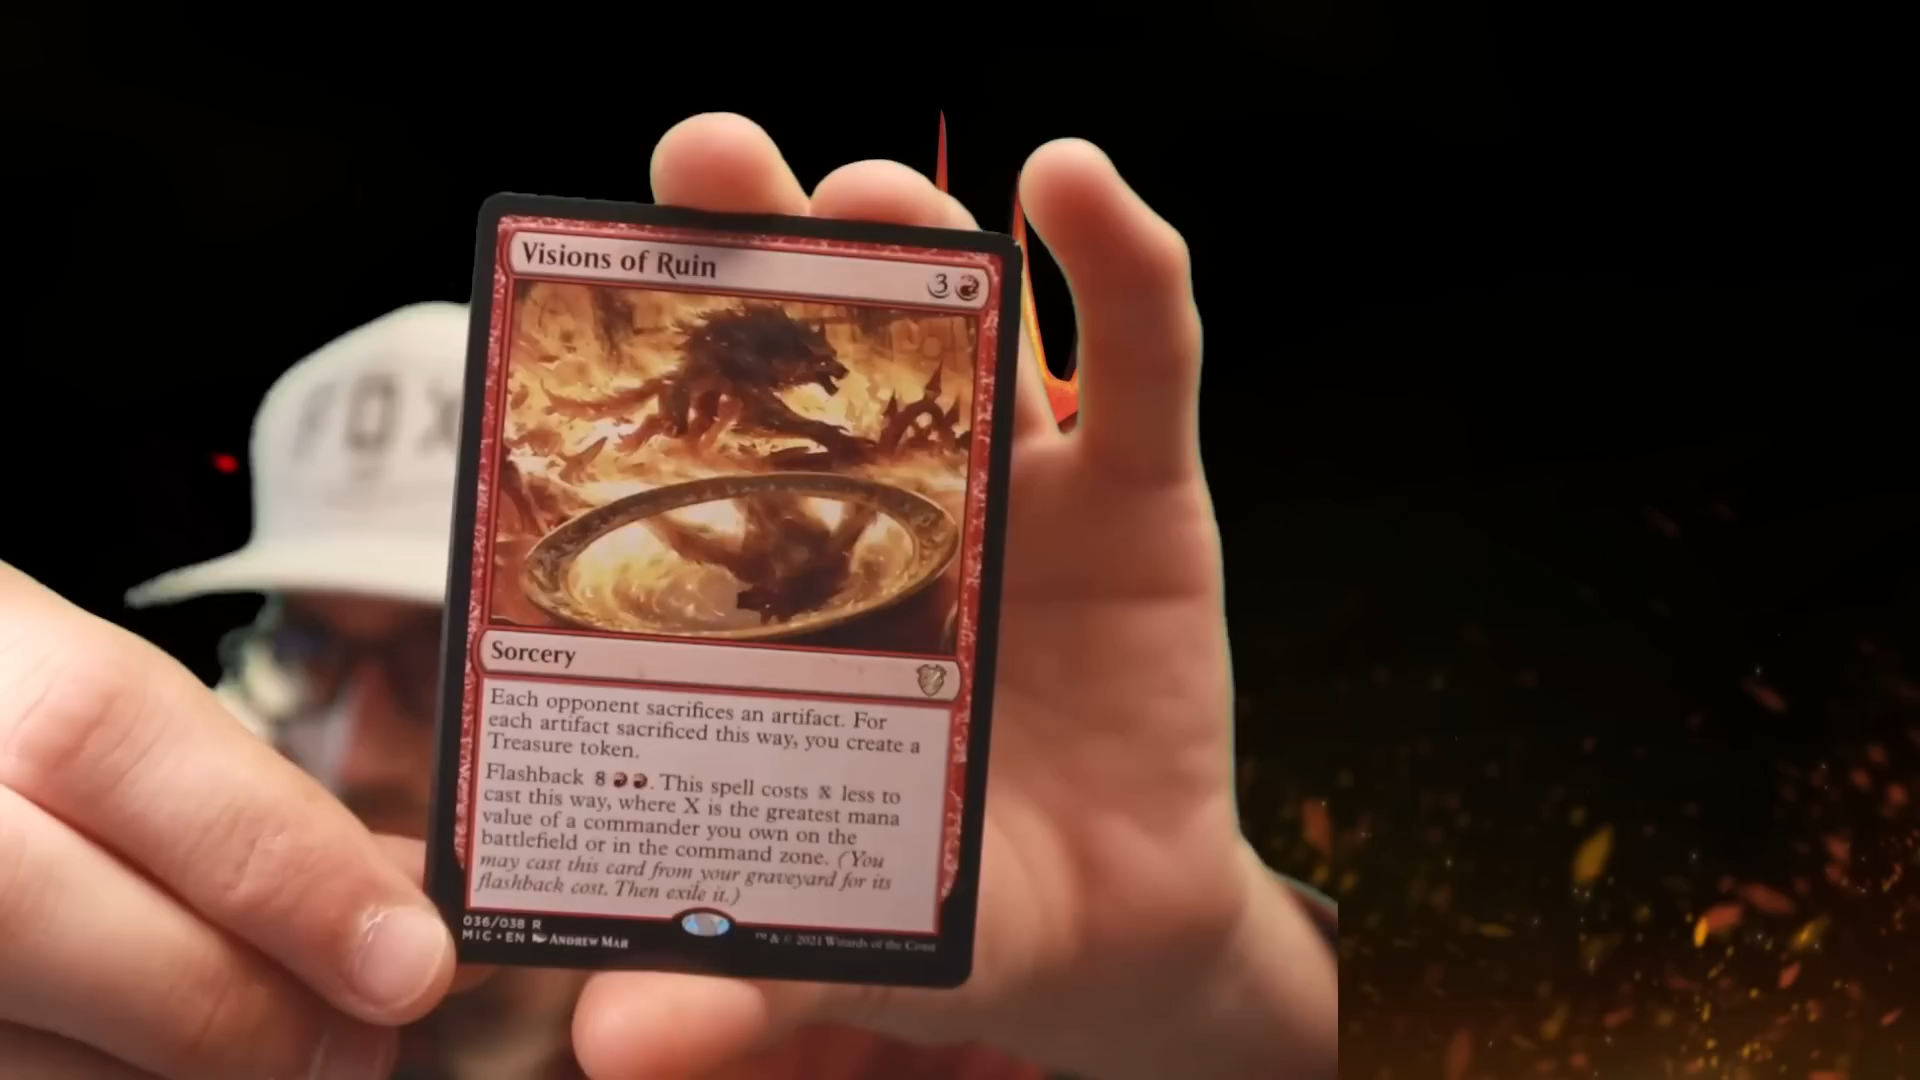 FOX
Visions of Ruin
3
Sorcery
Each opponent sacrifices an artifact. For
each artifact sacrificed this way, you create a
Treasure token.
Flashback 8. This spell costs X less to
cast this way, where X is the greatest mana
value of a commander you own on the
battlefield or in the command zone. (You
may cast this card from your graveyard for its
flashback cost. Then exile it.)
036/038 R
MIC • EN ANDREW MAR
™ & © 2021 Wizards of the Coast